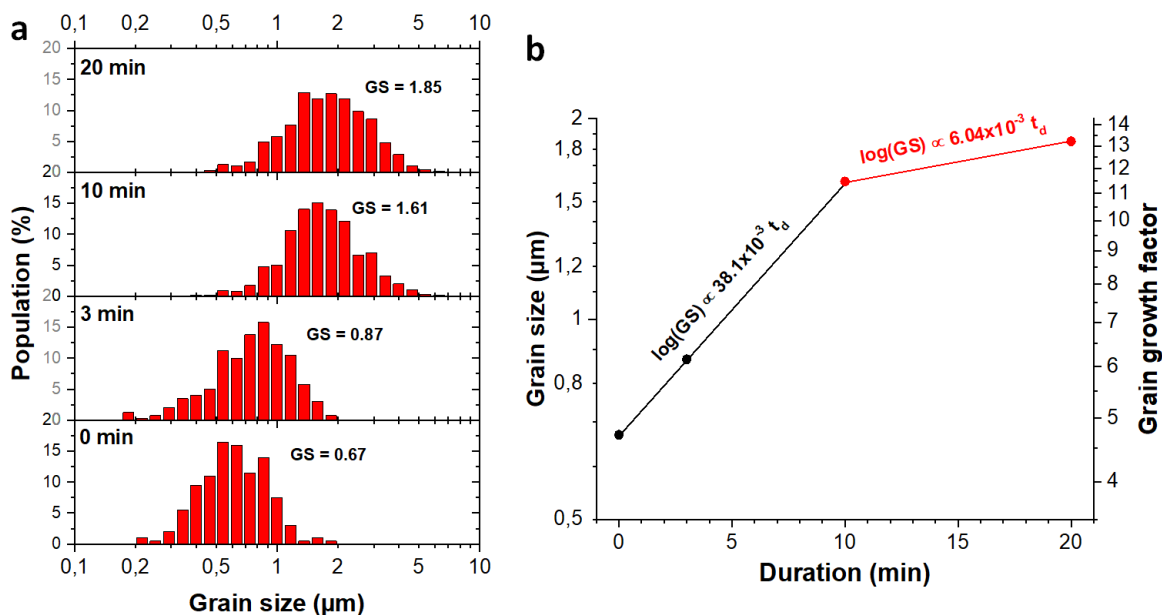 a
0,1 0,2 0,5 1 2 5 10
20 min
GS = 1.85
20
15
10
5
20
10 min
GS = 1.61
15
10
5
20
3 min
GS = 0.87
15
10
5
20
0 min
GS = 0.67
15
10
5
0
0,1 0,2 0,5 1 2 5 10
Population (%)
Grain size (µm)
b
2
1,8
1,5
1,2
1
0,8
0,5
Grain size (µm)
log(GS) ∝ 38.1x10⁻³ t_d
log(GS) ∝ 6.04x10⁻³ t_d
14
13
12
11
10
9
8
7
6
5
4
Grain growth factor
0 5 10 15 20
Duration (min)